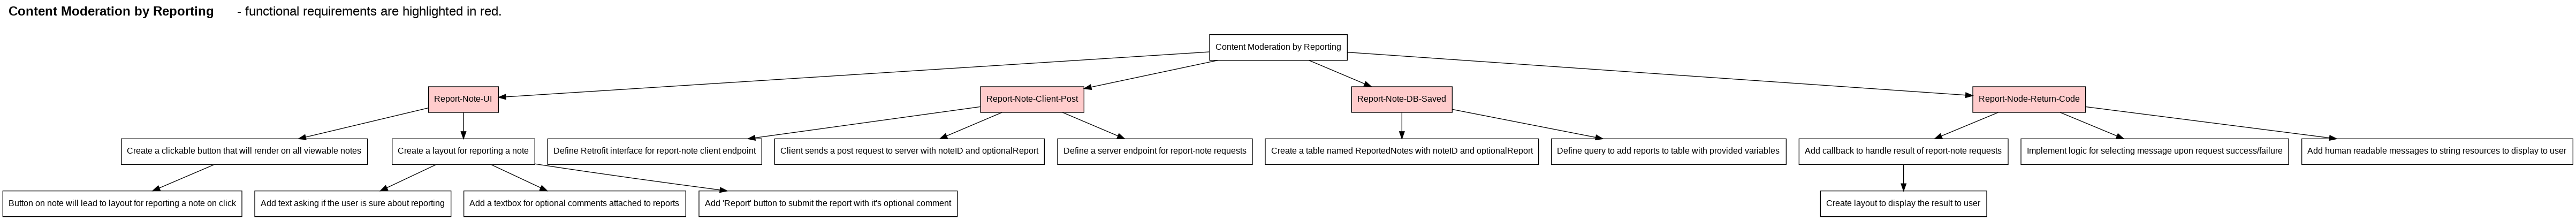 Content Moderation by Reporting - functional requirements are highlighted in red.
Content Moderation by Reporting
Report-Note-UI
Report-Note-Client-Post
Report-Note-DB-Saved
Report-Node-Return-Code
Create a clickable button that will render on all viewable notes
Create a layout for reporting a note
Define Retrofit interface for report-note client endpoint
Client sends a post request to server with noteID and optionalReport
Define a server endpoint for report-note requests
Create a table named ReportedNotes with noteID and optionalReport
Define query to add reports to table with provided variables
Add callback to handle result of report-note requests
Implement logic for selecting message upon request success/failure
Add human readable messages to string resources to display to user
Button on note will lead to layout for reporting a note on click
Add text asking if the user is sure about reporting
Add a textbox for optional comments attached to reports
Add 'Report' button to submit the report with it's optional comment
Create layout to display the result to user